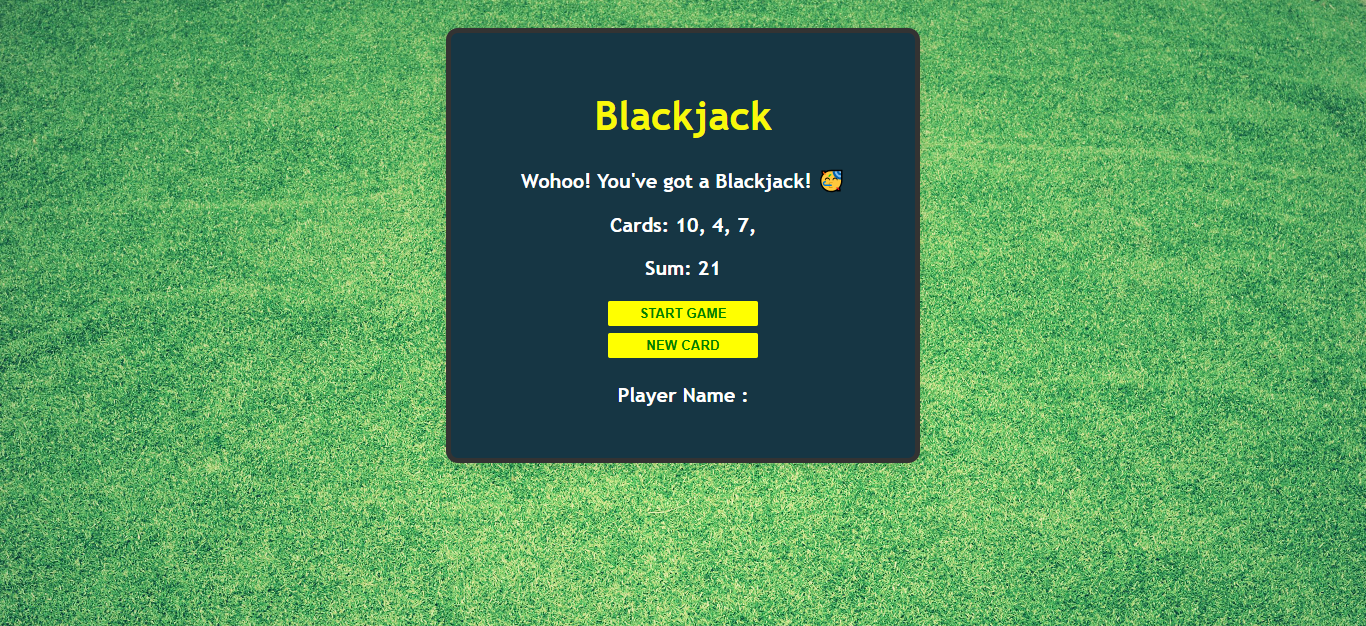 Blackjack
Wohoo! You've got a Blackjack! 🥳
Cards: 10, 4, 7,
Sum: 21
START GAME
NEW CARD
Player Name :